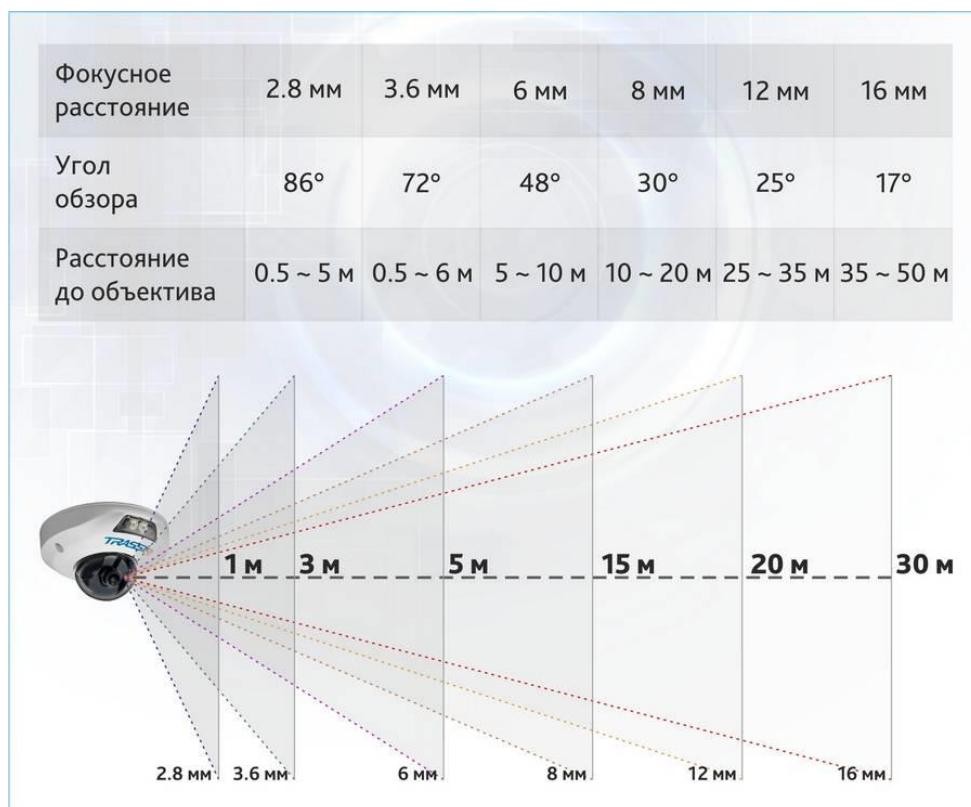 Фокусное
расстояние
2.8 мм 3.6 мм 6 мм 8 мм 12 мм 16 мм
Угол
обзора
86° 72° 48° 30° 25° 17°
Расстояние
до объектива
0.5 ~ 5 м 0.5 ~ 6 м 5 ~ 10 м 10 ~ 20 м 25 ~ 35 м 35 ~ 50 м
1 м 3 м 5 м 15 м 20 м 30 м
2.8 мм 3.6 мм 6 мм 8 мм 12 мм 16 мм